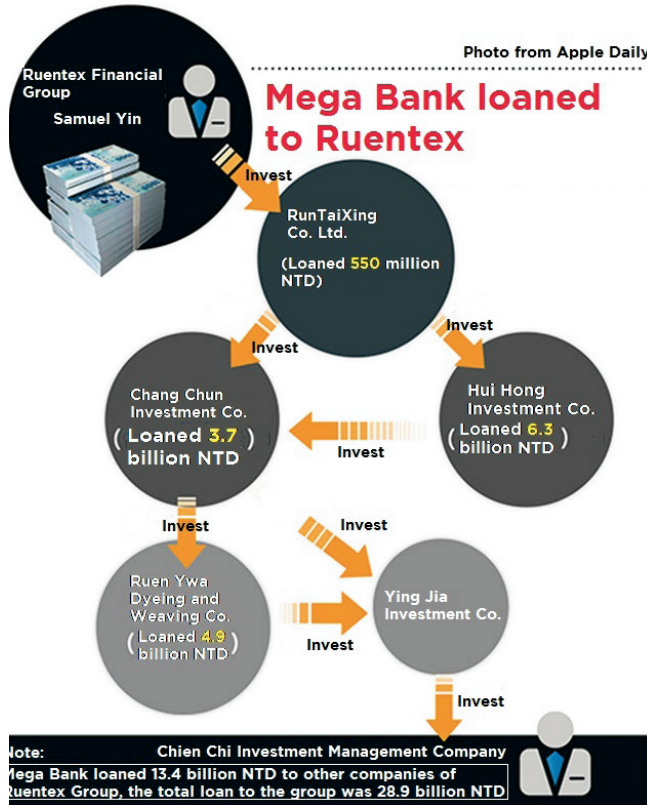 Photo from Apple Daily
Ruentex Financial
Group
Samuel Yin
Mega Bank loaned
to Ruentex
Invest
RunTaiXing
Co. Ltd.
(Loaned 550 million
NTD)
Invest
Invest
Chang Chun
Investment Co.
(Loaned 3.7)
billion NTD
Hui Hong
Investment Co.
(Loaned 6.3)
billion NTD
Invest
Invest
Invest
Ruen Ywa
Dyeing and
Weaving Co.
(Loaned 4.9)
billion NTD
Ying Jia
Investment Co.
Invest
Invest
Note:
Chien Chi Investment Management Company
Mega Bank loaned 13.4 billion NTD to other companies of
Ruentex Group, the total loan to the group was 28.9 billion NTD